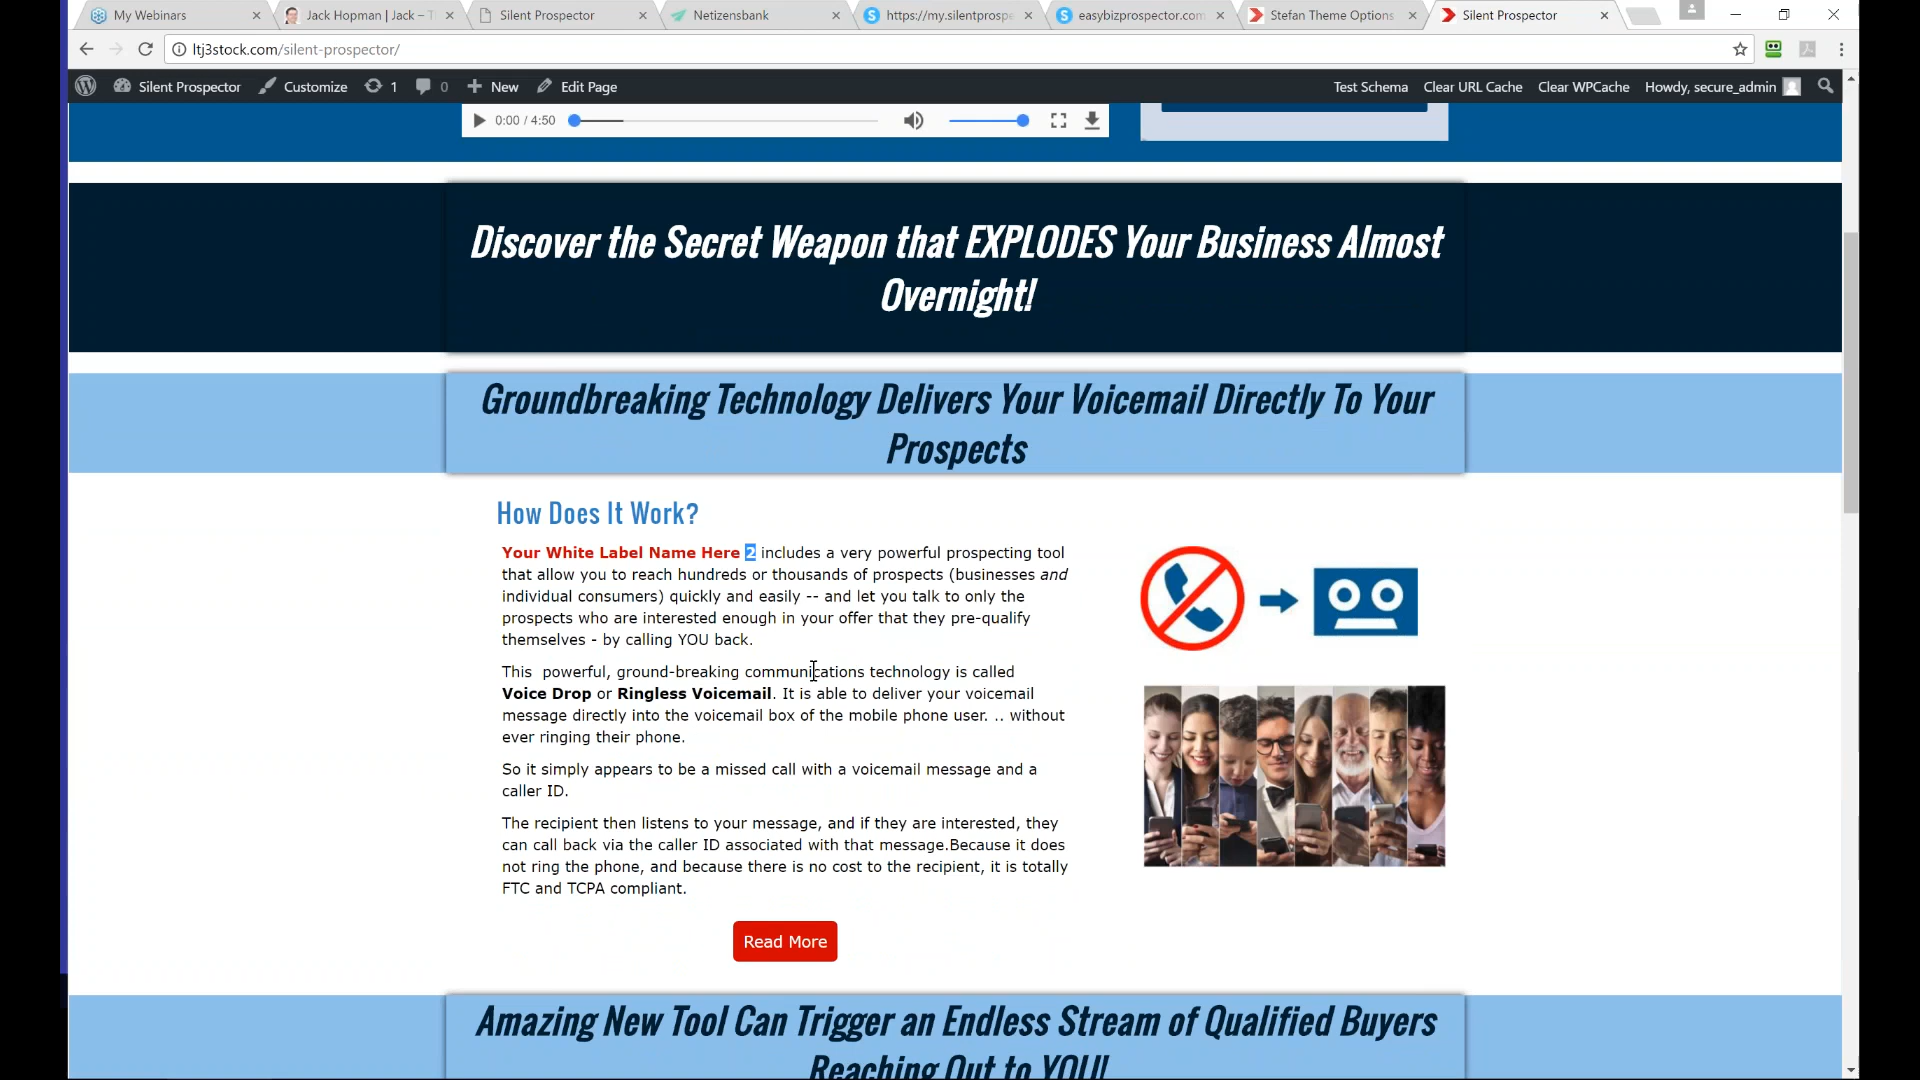 My Webinars
Jack Hopman | Jack – T
Silent Prospector
Netizensbank
https://my.silentprospe
easybizprospector.com
Stefan Theme Options
Silent Prospector
ltj3stock.com/silent-prospector/
Silent Prospector
Customize
1
0
New
Edit Page
Test Schema
Clear URL Cache
Clear WPCache
Howdy, secure_admin
0:00 / 4:50
Discover the Secret Weapon that EXPLODES Your Business Almost
Overnight!
Groundbreaking Technology Delivers Your Voicemail Directly To Your
Prospects
How Does It Work?
Your White Label Name Here 2 includes a very powerful prospecting tool
that allow you to reach hundreds or thousands of prospects (businesses and
individual consumers) quickly and easily -- and let you talk to only the
prospects who are interested enough in your offer that they pre-qualify
themselves - by calling YOU back.
This  powerful, ground-breaking communications technology is called
Voice Drop or Ringless Voicemail. It is able to deliver your voicemail
message directly into the voicemail box of the mobile phone user. .. without
ever ringing their phone.
So it simply appears to be a missed call with a voicemail message and a
caller ID.
The recipient then listens to your message, and if they are interested, they
can call back via the caller ID associated with that message.Because it does
not ring the phone, and because there is no cost to the recipient, it is totally
FTC and TCPA compliant.
Read More
Amazing New Tool Can Trigger an Endless Stream of Qualified Buyers
Reaching Out to YOU!